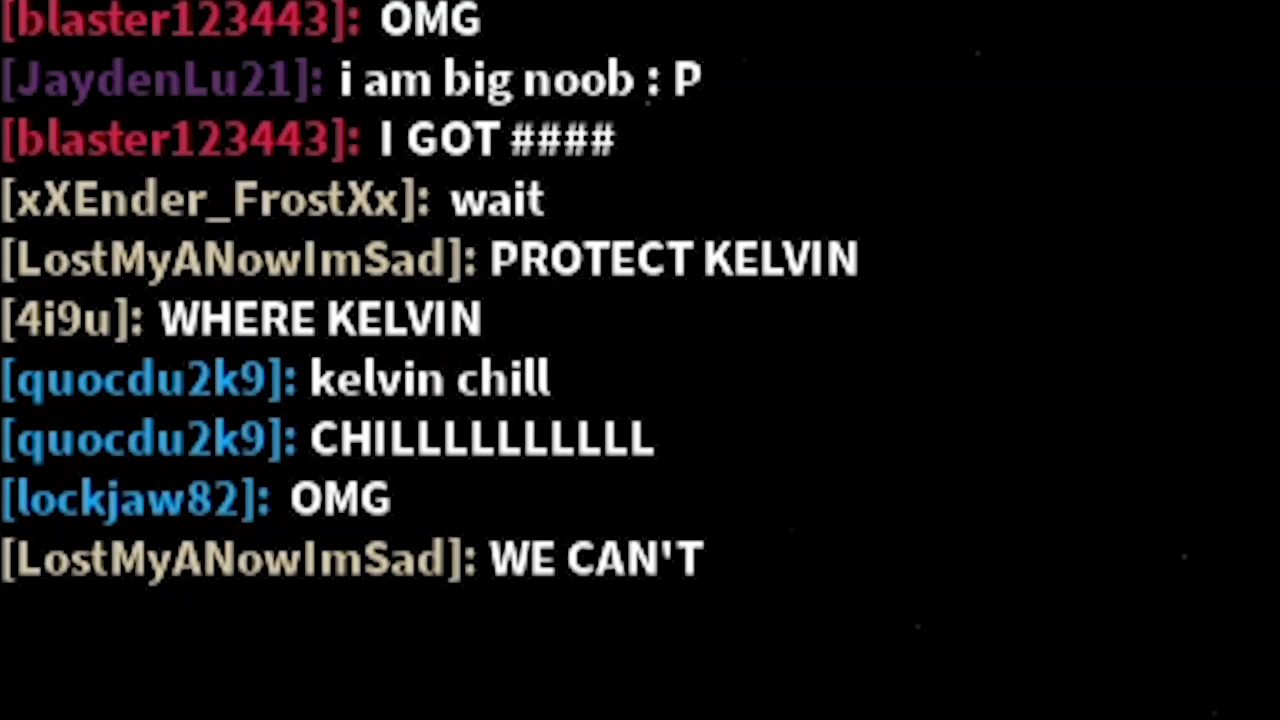 [blaster123443]: OMG
[JaydenLu21]: i am big noob : P
[blaster123443]: I GOT ####
[xXEnder_FrostXx]: wait
[LostMyANowImSad]: PROTECT KELVIN
[4i9u]: WHERE KELVIN
[quocdu2k9]: kelvin chill
[quocdu2k9]: CHILLLLLLLLLL
[lockjaw82]: OMG
[LostMyANowImSad]: WE CAN'T